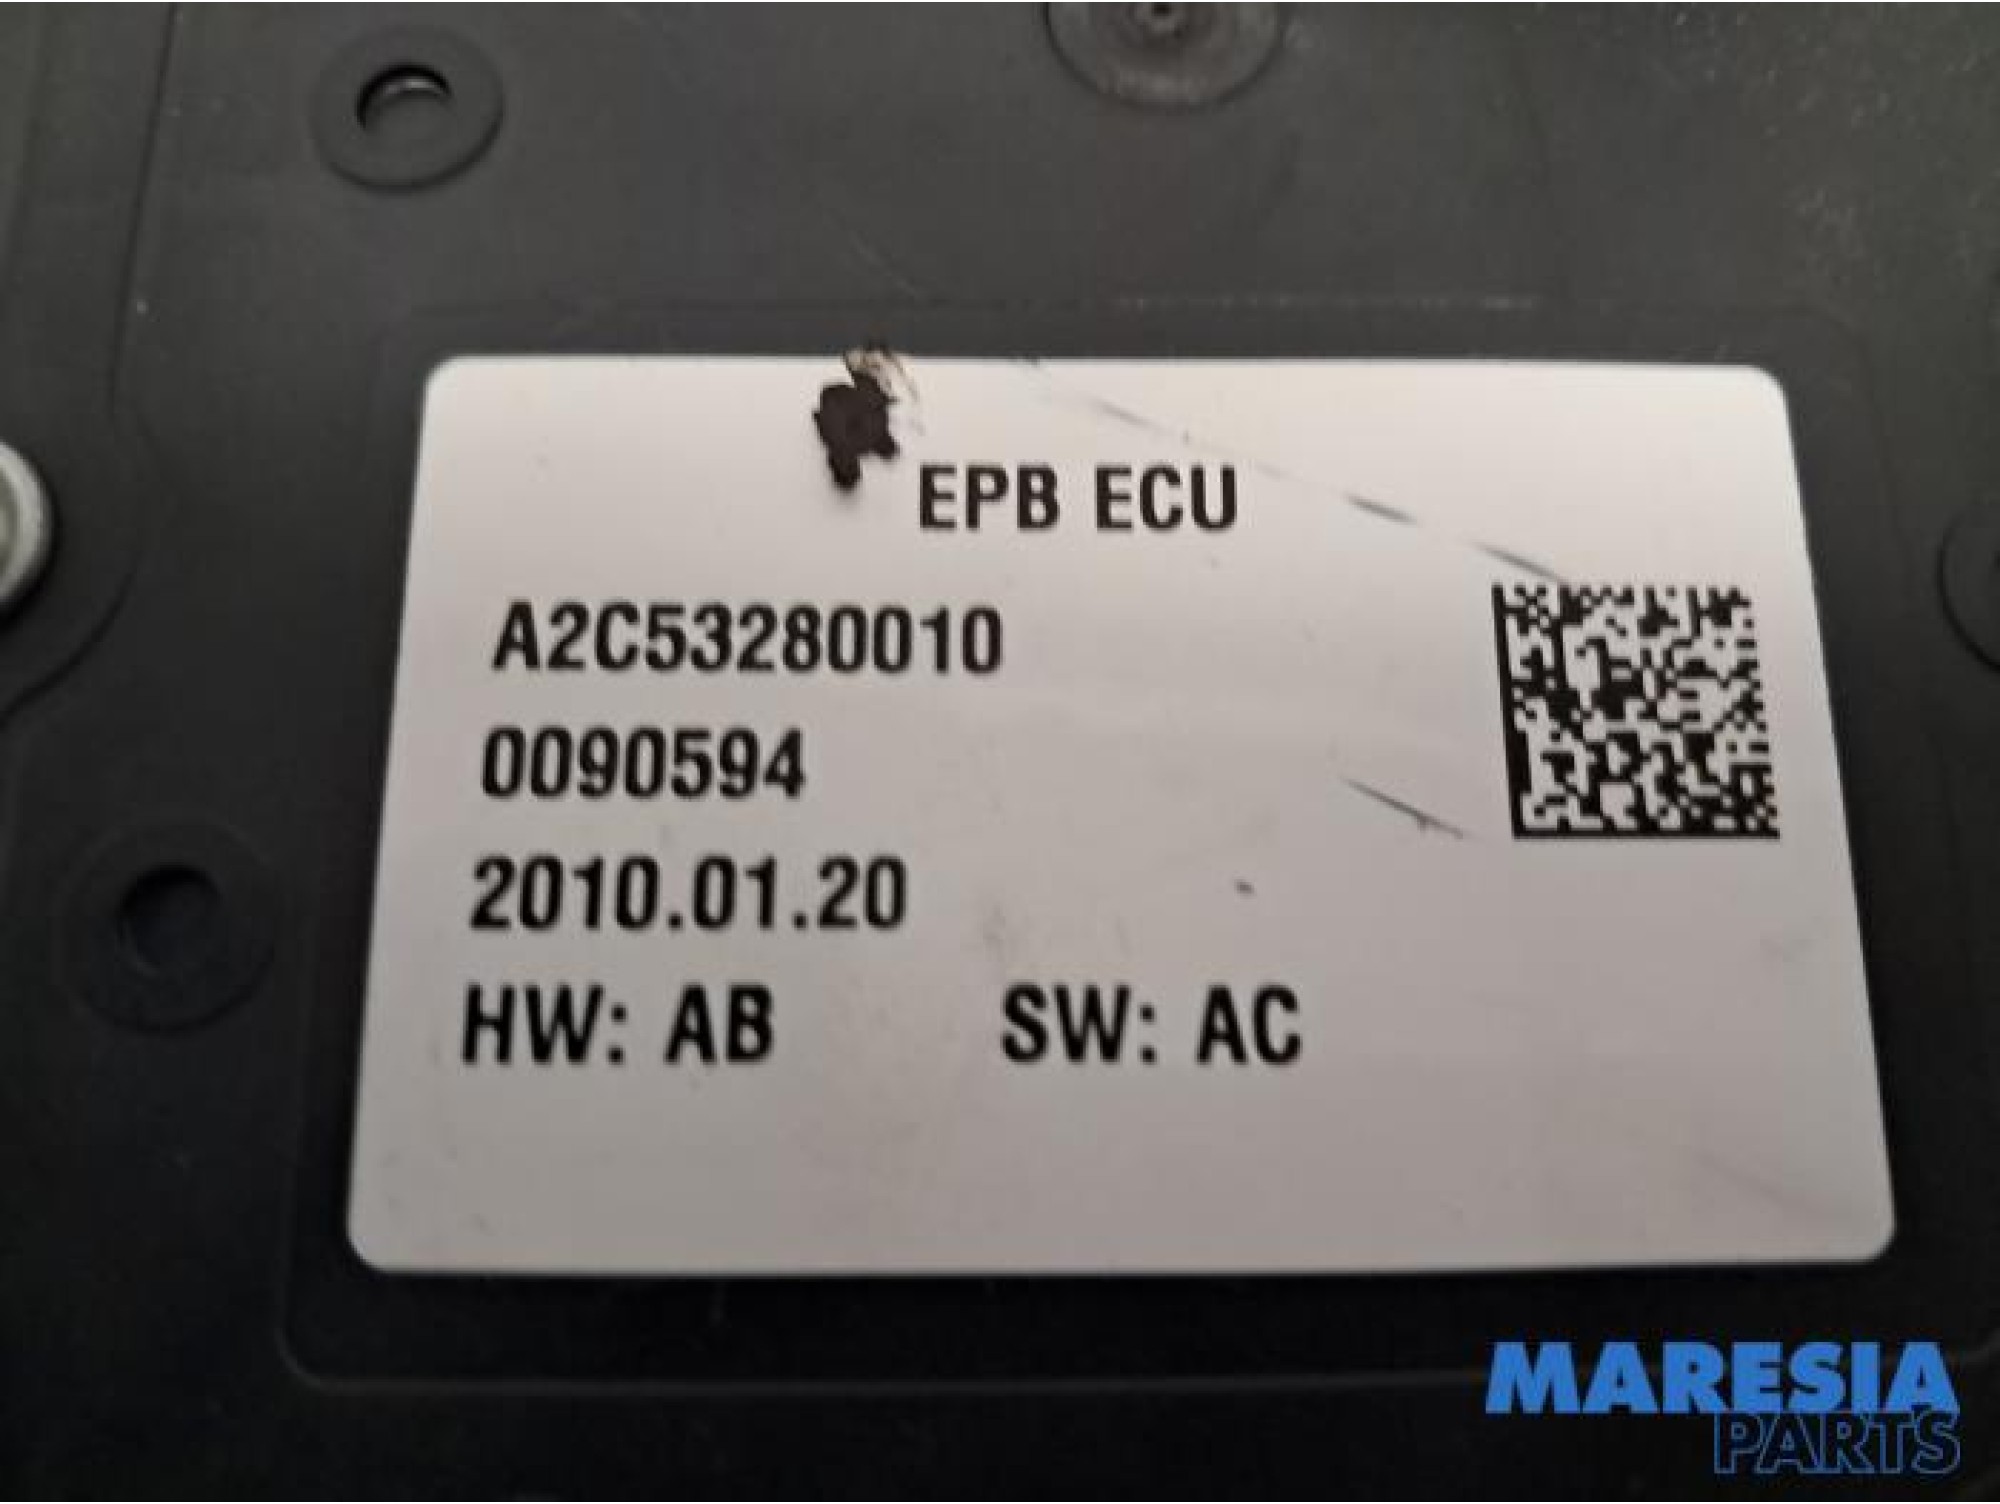 EPB ECU
A2C53280010
0090594
2010.01.20
HW: AB SW: AC
MARESIA
PARTS